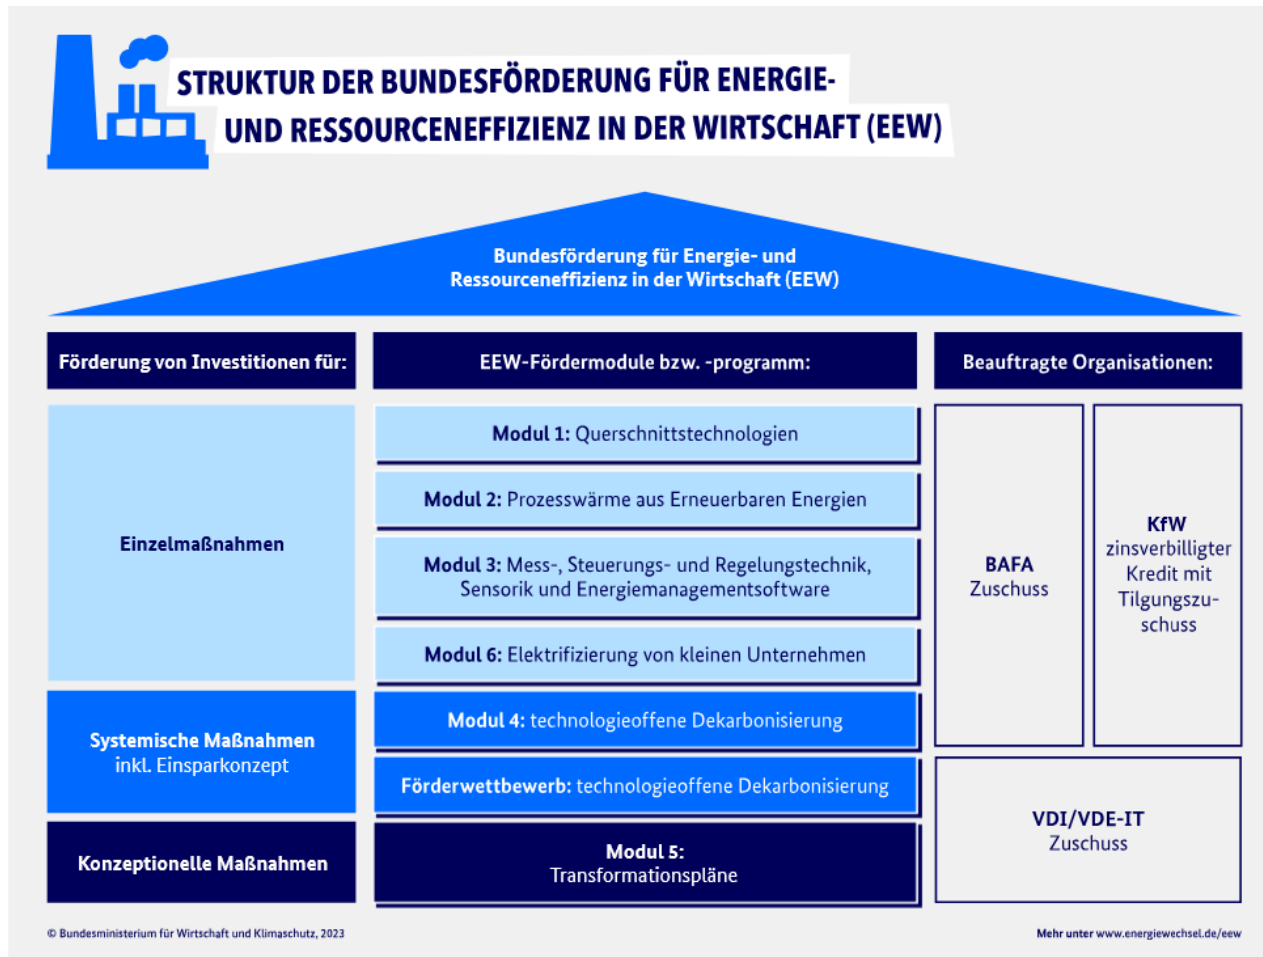 STRUKTUR DER BUNDESFÖRDERUNG FÜR ENERGIE-
UND RESSOURCENEFFIZIENZ IN DER WIRTSCHAFT (EEW)
Bundesförderung für Energie- und
Ressourceneffizienz in der Wirtschaft (EEW)
Förderung von Investitionen für:
EEW-Fördermodule bzw. -programm:
Beauftragte Organisationen:
Einzelmaßnahmen
Modul 1: Querschnittstechnologien
Modul 2: Prozesswärme aus Erneuerbaren Energien
Modul 3: Mess-, Steuerungs- und Regelungstechnik,
Sensorik und Energiemanagementsoftware
Modul 6: Elektrifizierung von kleinen Unternehmen
BAFA
Zuschuss
KfW
zinsverbilligter
Kredit mit
Tilgungszu-
schuss
Systemische Maßnahmen
inkl. Einsparkonzept
Modul 4: technologieoffene Dekarbonisierung
Förderwettbewerb: technologieoffene Dekarbonisierung
Konzeptionelle Maßnahmen
Modul 5:
Transformationspläne
VDI/VDE-IT
Zuschuss
© Bundesministerium für Wirtschaft und Klimaschutz, 2023
Mehr unter www.energiewechsel.de/eew